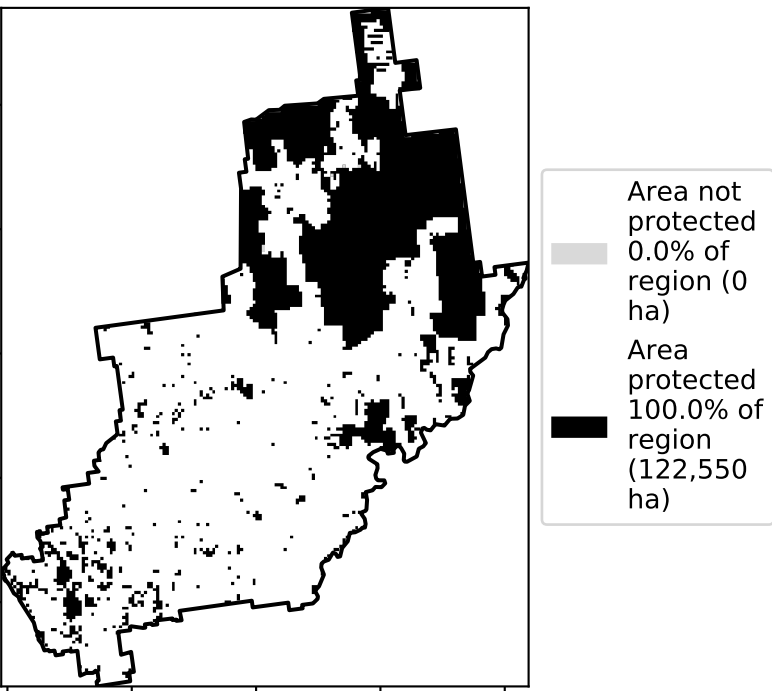 Area not
protected
0.0% of
region (0
ha)
Area
protected
100.0% of
region
(122,550
ha)